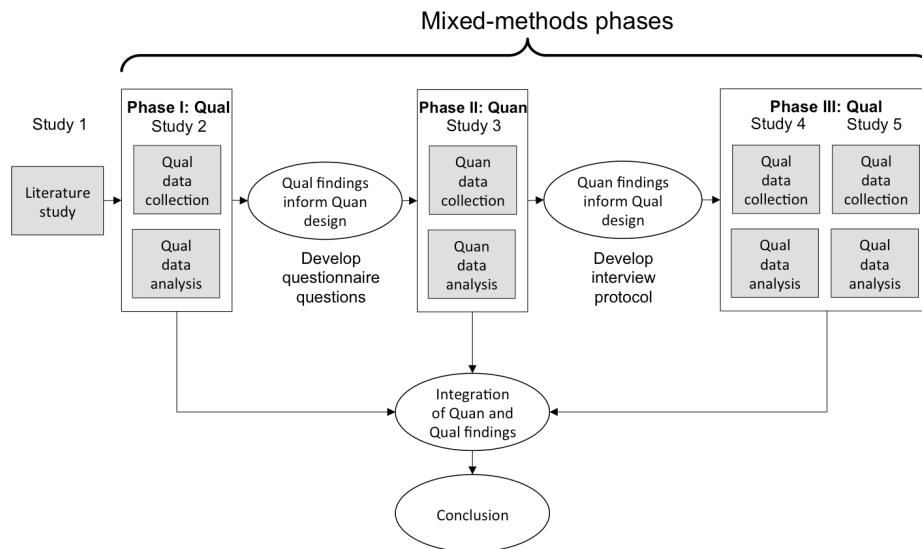 Mixed-methods phases
Study 1
Literature
study
Phase I: Qual
Study 2
Qual
data
collection
Qual
data
analysis
Qual findings
inform Quan
design
Develop
questionnaire
questions
Phase II: Quan
Study 3
Quan
data
collection
Quan
data
analysis
Quan findings
inform Qual
design
Develop
interview
protocol
Phase III: Qual
Study 4
Qual
data
collection
Qual
data
analysis
Study 5
Qual
data
collection
Qual
data
analysis
Integration
of Quan and
Qual findings
Conclusion